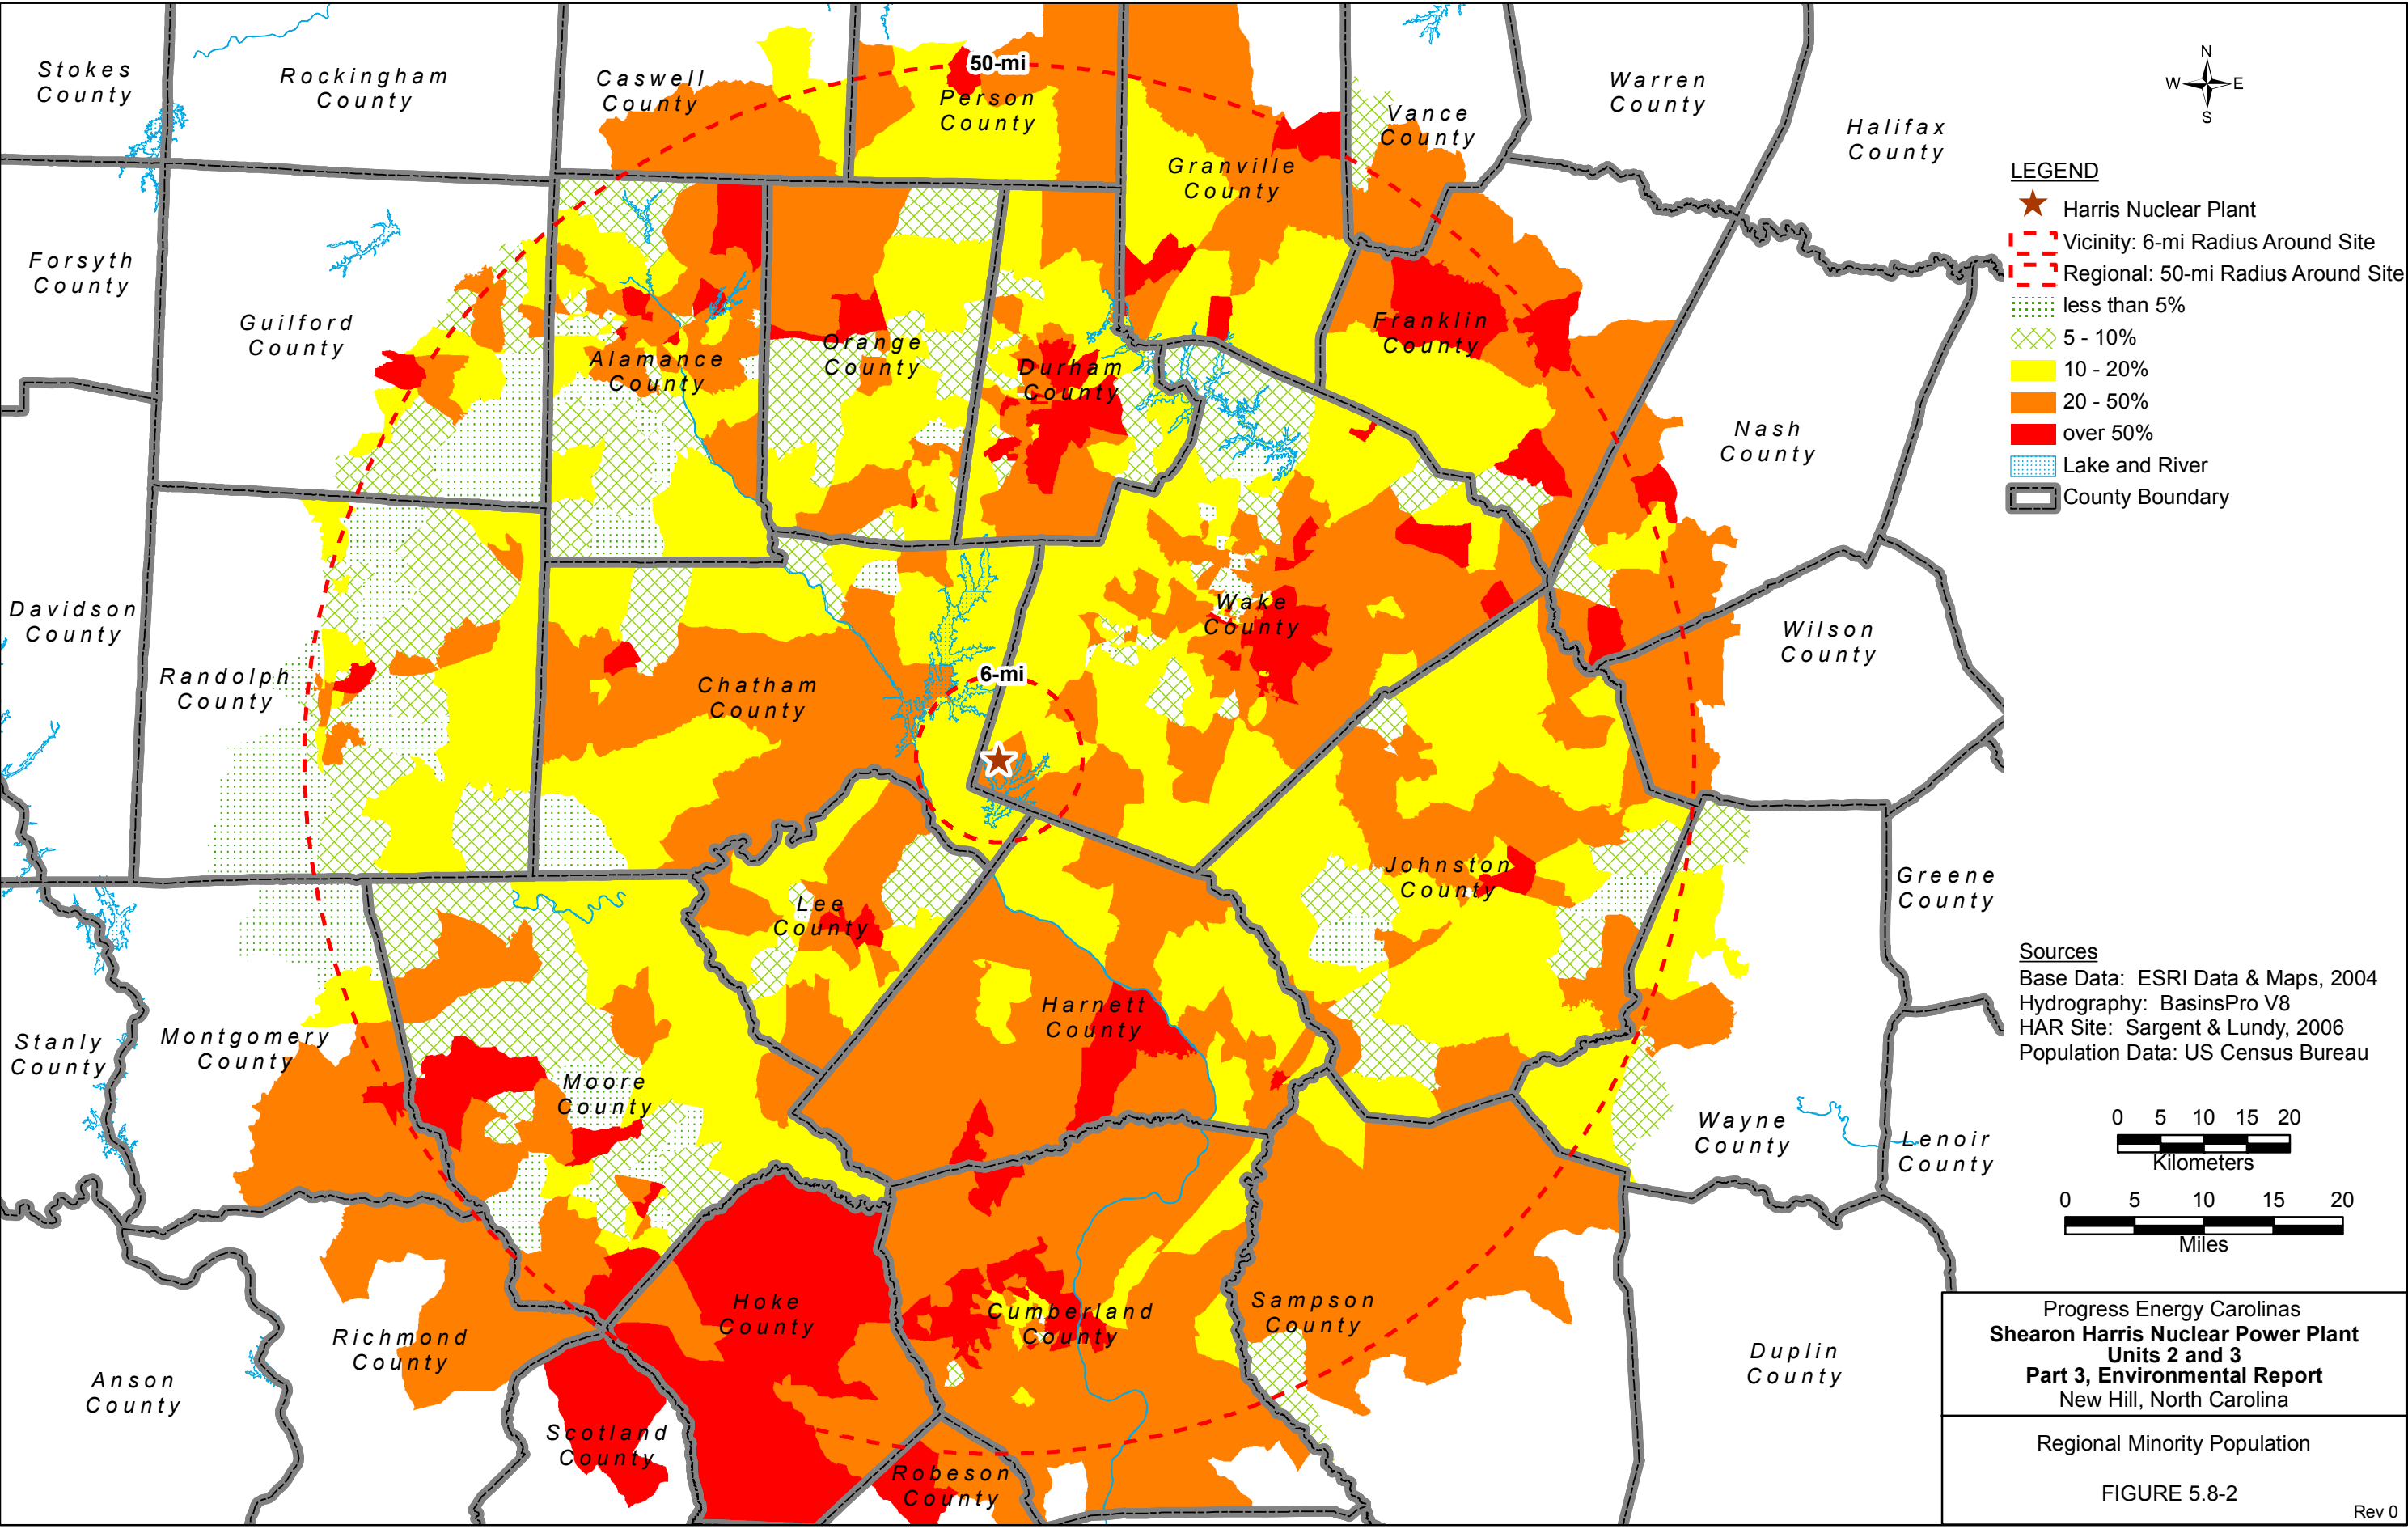 Stokes
County
Rockingham
County
Caswell
County
50-mi
Person
County
Granville
County
Vance
County
Warren
County
Halifax
County
N
W
E
S
Forsyth
County
Guilford
County
Alamance
County
Orange
County
Durham
County
Franklin
County
Nash
County
LEGEND
Harris Nuclear Plant
Vicinity: 6-mi Radius Around Site
Regional: 50-mi Radius Around Site
less than 5%
5 - 10%
10 - 20%
20 - 50%
over 50%
Lake and River
County Boundary
Davidson
County
Randolph
County
Chatham
County
6-mi
Wake
County
Wilson
County
Lee
County
Johnston
County
Greene
County
Sources
Base Data: ESRI Data & Maps, 2004
Hydrography: BasinsPro V8
HAR Site: Sargent & Lundy, 2006
Population Data: US Census Bureau
Stanly
County
Montgomery
County
Moore
County
Harnett
County
Wayne
County
Lenoir
County
0 5 10 15 20
Kilometers
0 5 10 15 20
Miles
Anson
County
Richmond
County
Scotland
County
Hoke
County
Cumberland
County
Robeson
County
Sampson
County
Duplin
County
Progress Energy Carolinas
Shearon Harris Nuclear Power Plant
Units 2 and 3
Part 3, Environmental Report
New Hill, North Carolina
Regional Minority Population
FIGURE 5.8-2
Rev 0